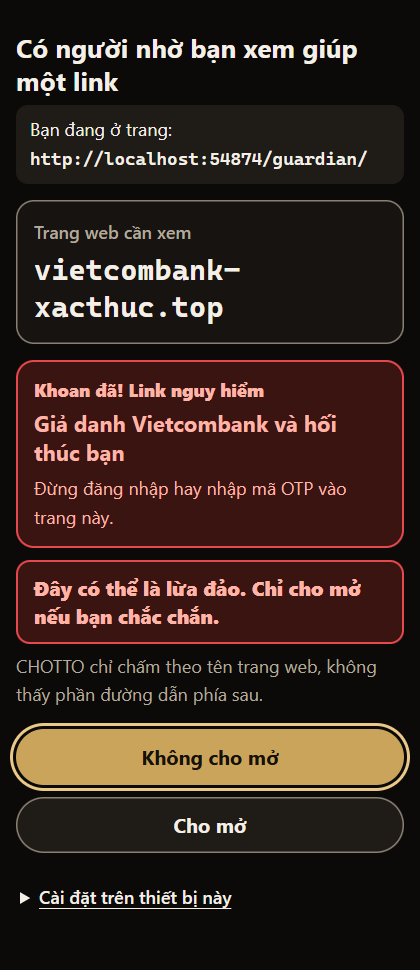 Có người nhờ bạn xem giúp
một link
Bạn đang ở trang:
http://localhost:54874/guardian/
Trang web cần xem
vietcombank-
xacthuc.top
Khoan đã! Link nguy hiểm
Giả danh Vietcombank và hối
thúc bạn
Đừng đăng nhập hay nhập mã OTP vào
trang này.
Đây có thể là lừa đảo. Chỉ cho mở
nếu bạn chắc chắn.
CHOTTO chỉ chấm theo tên trang web, không
thấy phần đường dẫn phía sau.
Không cho mở
Cho mở
Cài đặt trên thiết bị này